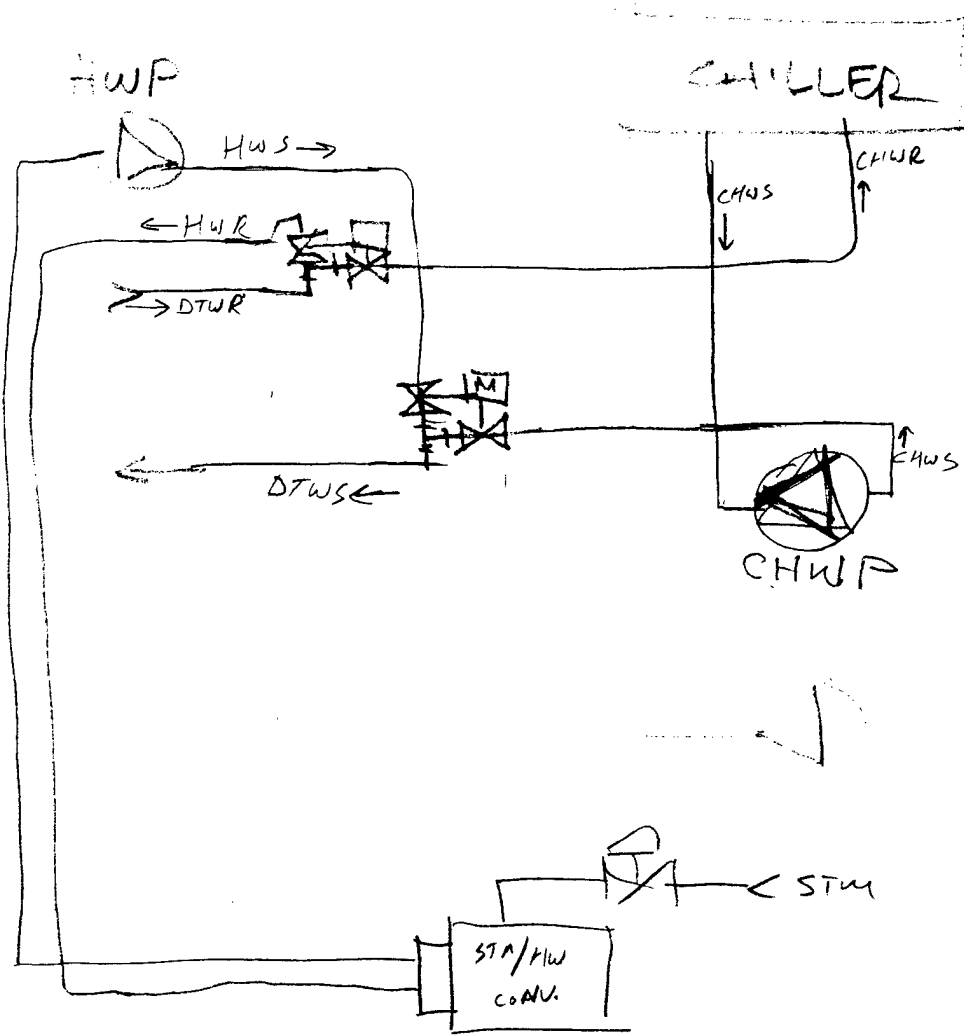 HWP
CHILLER
HWS
CHWR
CHWS
HWR
DTWR
M
CHWS
DTWS
CHWP
STM
STM/HW
CONV.